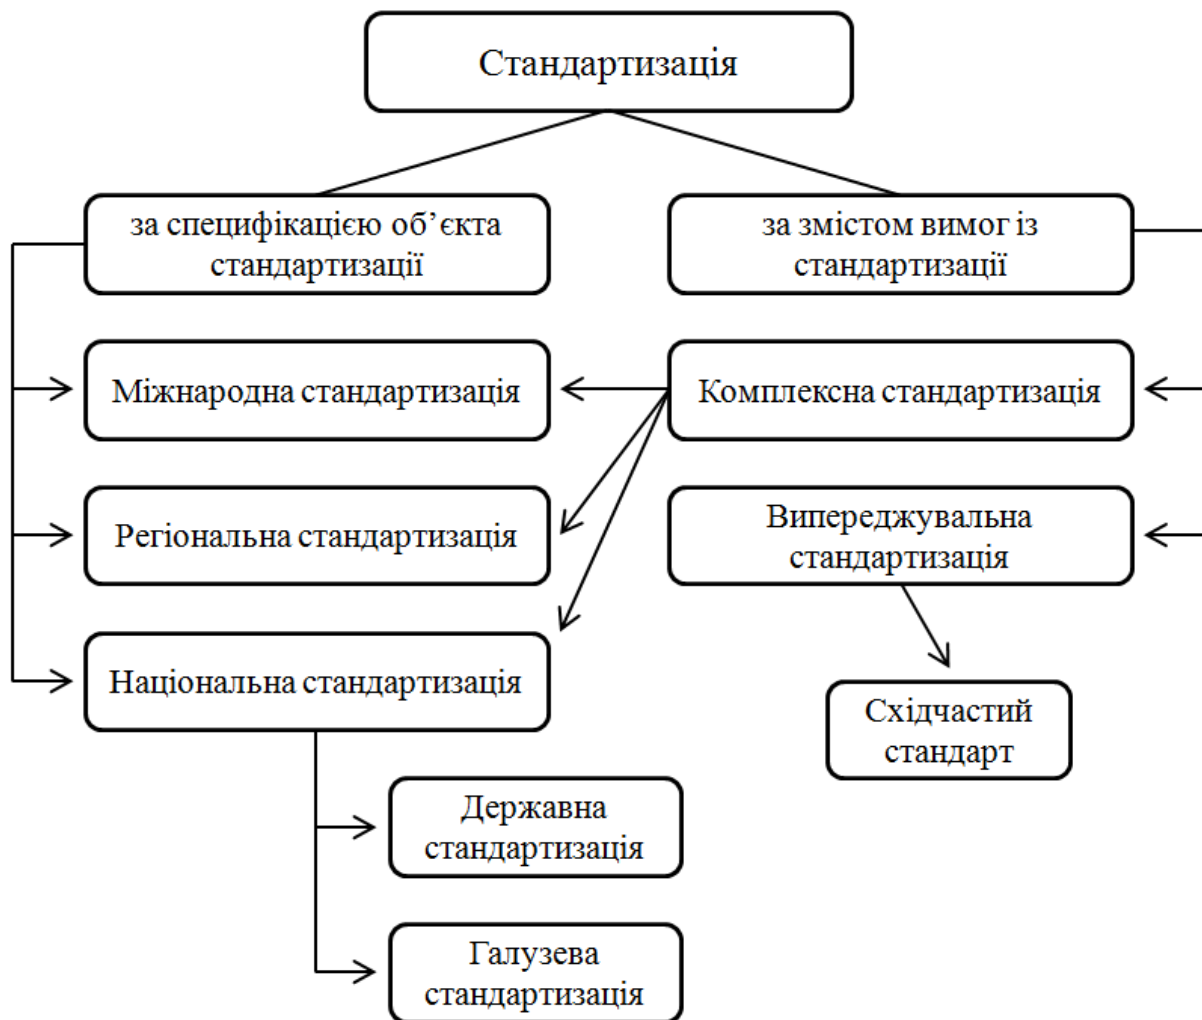 Стандартизація
за специфікацією об’єкта
стандартизації
за змістом вимог із
стандартизації
Міжнародна стандартизація
Комплексна стандартизація
Регіональна стандартизація
Випереджувальна
стандартизація
Національна стандартизація
Східчастий
стандарт
Державна
стандартизація
Галузева
стандартизація